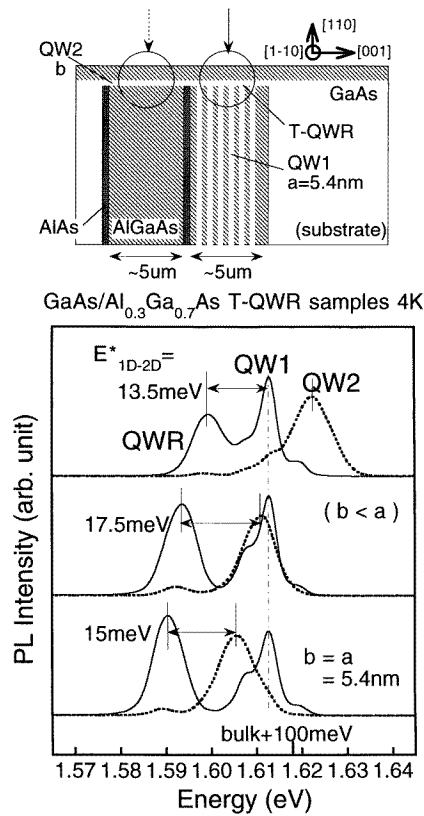 [110]
QW2
[1-10]
[001]
b
GaAs
T-QWR
QW1
a=5.4nm
AlAs
AlGaAs
(substrate)
~5um
~5um
GaAs/Al0.3Ga0.7As T-QWR samples 4K
E*1D-2D=
13.5meV
QW1
QW2
QWR
17.5meV
( b < a )
15meV
b = a
= 5.4nm
bulk+100meV
PL Intensity (arb. unit)
1.57 1.58 1.59 1.60 1.61 1.62 1.63 1.64
Energy (eV)